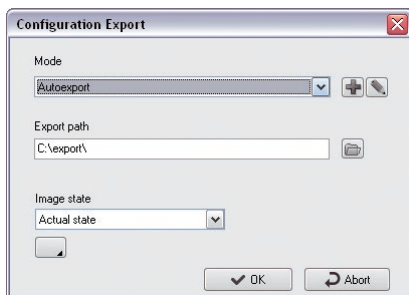 Configuration Export
Mode
Autoexport
Export path
C:\export\
Image state
Actual state
OK
Abort